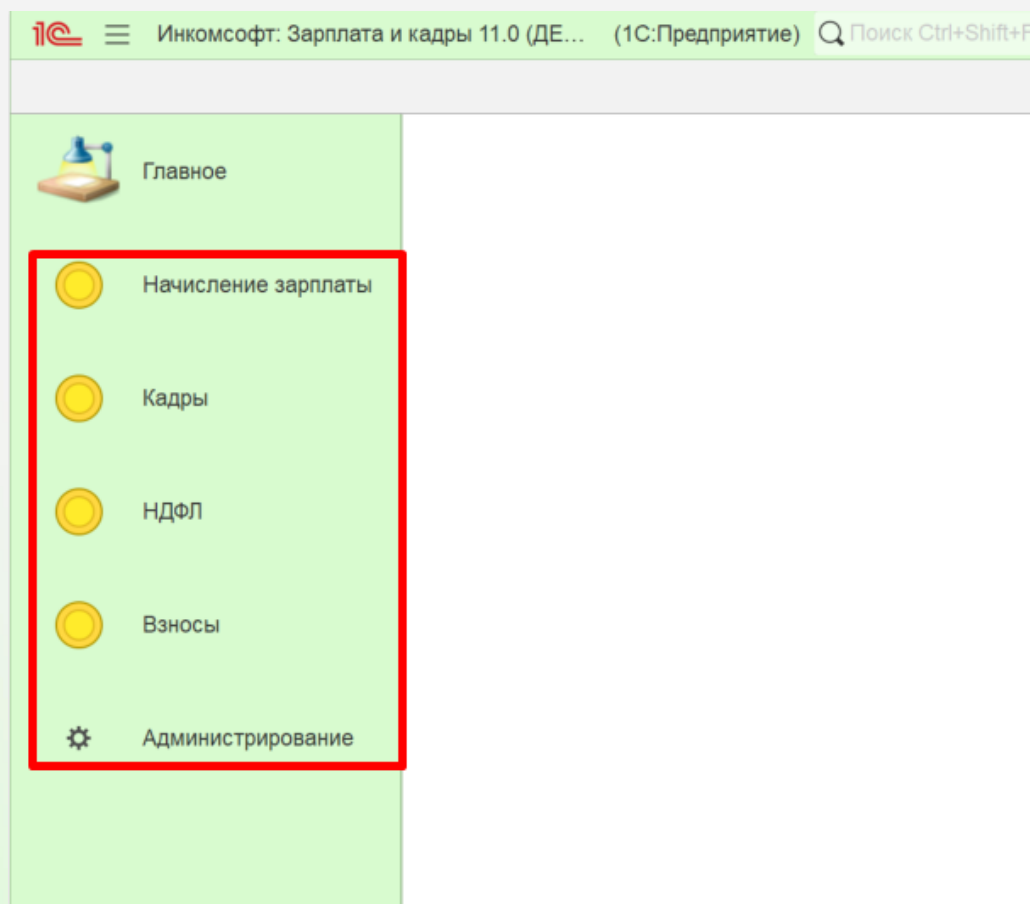 1С Инкомсофт: Зарплата и кадры 11.0 (ДЕ... (1С:Предприятие) Поиск Ctrl+Shift+F
Главное
Начисление зарплаты
Кадры
НДФЛ
Взносы
Администрирование